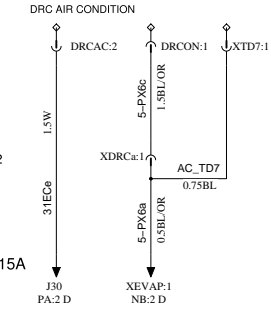 DRC AIR CONDITION
DRCAC:2
DRCON:1
XTD7:1
5-PX6c
1.5BL/OR
1.5W
XDRCa:1
AC_TD7
0.75BL
31ECe
5-PX6a
0.5BL/OR
15A
J30
PA:2 D
XEVAP:1
NB:2 D